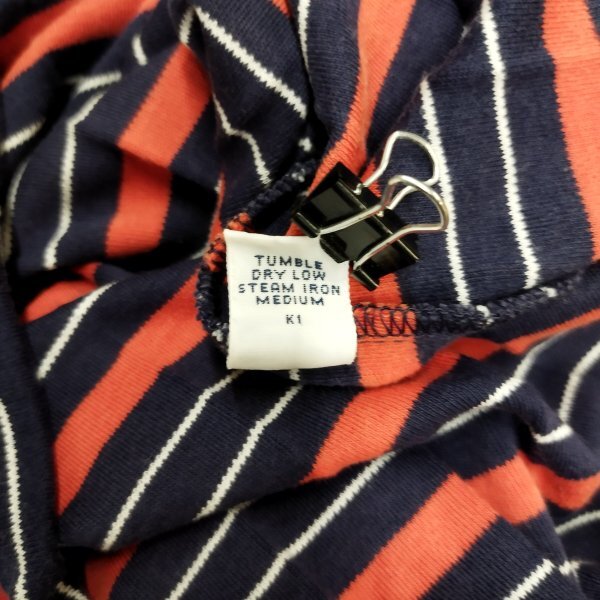 TUMBLE
DRY LOW
STEAM IRON
MEDIUM
K1